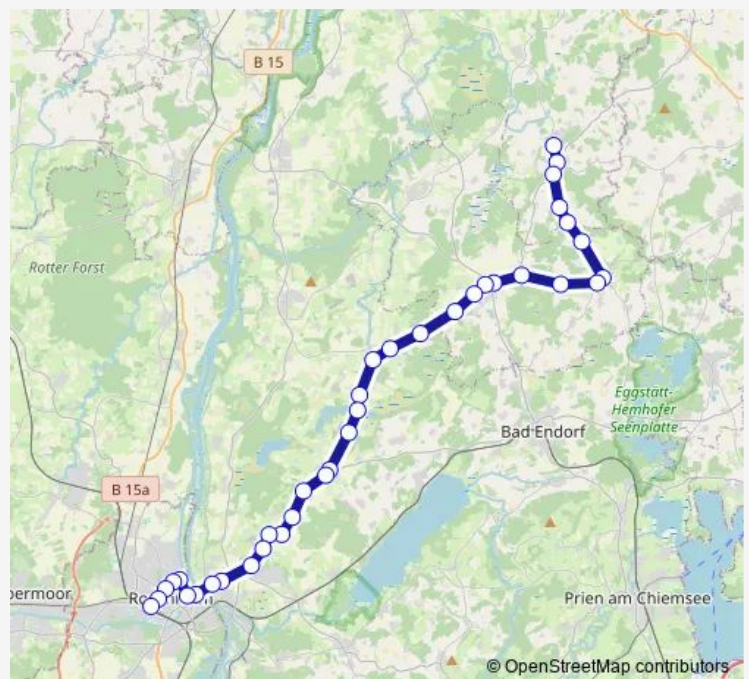 B 15
Rotter Forst
Eggstätt-
Hemhofer
Seenplatte
Bad Endorf
B 15a
Prien am Chiemsee
© OpenStreetMap contributors